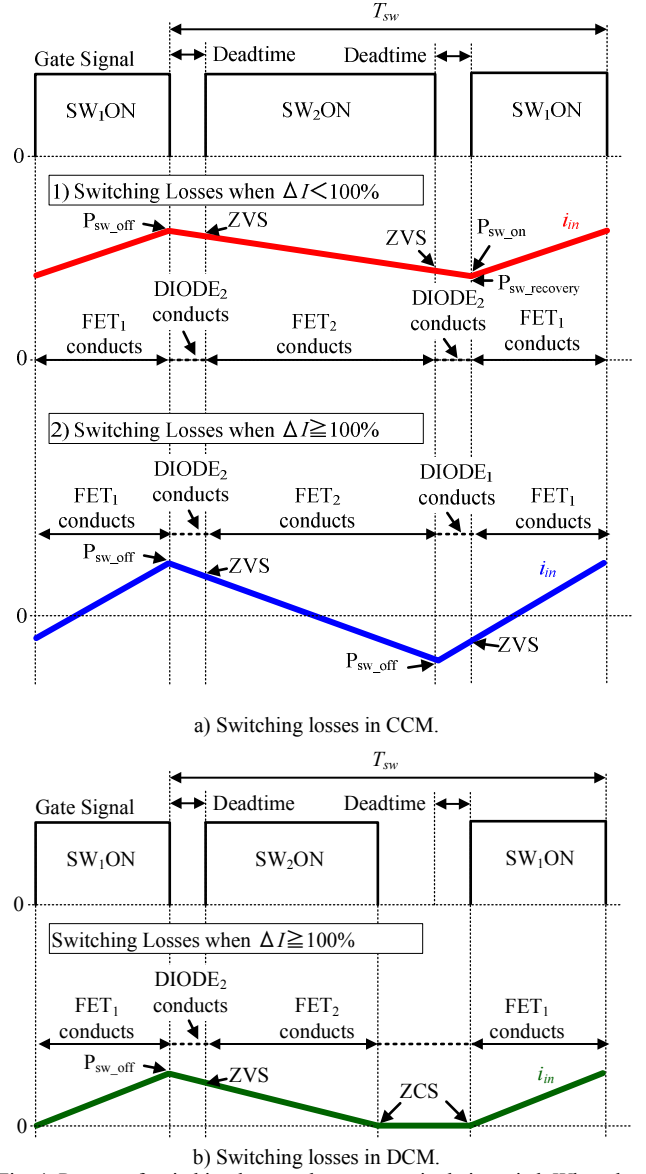 T_sw
Gate Signal Deadtime Deadtime
SW₁ON SW₂ON SW₁ON
0
1) Switching Losses when ΔI<100%
P_sw_off ZVS ZVS P_sw_on i_in
P_sw_recovery
DIODE₂ conducts
DIODE₂ conducts
FET₁ conducts
FET₂ conducts
FET₁ conducts
0
2) Switching Losses when ΔI≧100%
DIODE₂ conducts
DIODE₁ conducts
FET₁ conducts
FET₂ conducts
FET₁ conducts
P_sw_off ZVS i_in
0
P_sw_off ZVS
a) Switching losses in CCM.
T_sw
Gate Signal Deadtime Deadtime
SW₁ON SW₂ON SW₁ON
0
Switching Losses when ΔI≧100%
DIODE₂ conducts
FET₁ conducts
FET₂ conducts
FET₁ conducts
P_sw_off ZVS ZCS i_in
0
b) Switching losses in DCM.